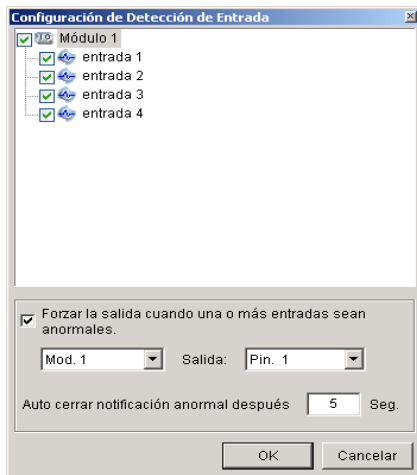 Configuración de Detección de Entrada
Módulo 1
entrada 1
entrada 2
entrada 3
entrada 4
Forzar la salida cuando una o más entradas sean
anormales.
Mod. 1 Salida: Pin. 1
Auto cerrar notificación anormal después 5 Seg.
OK Cancelar